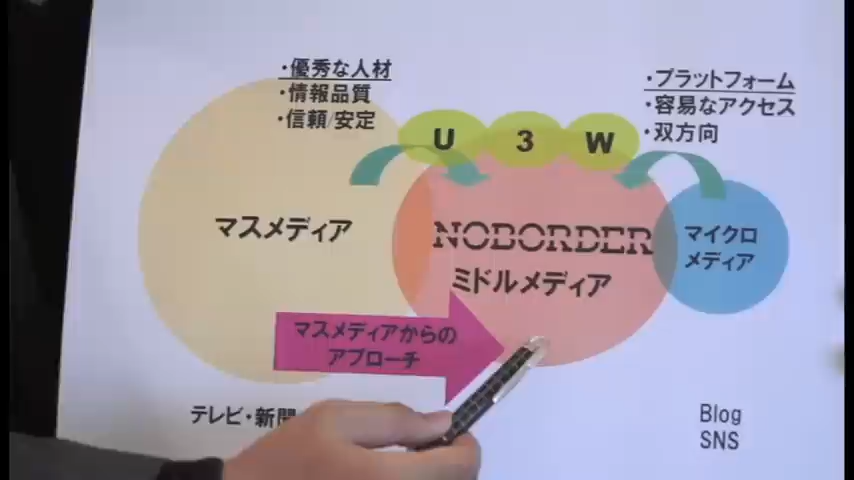 ・優秀な人材
・情報品質
・信頼/安定
・プラットフォーム
・容易なアクセス
・双方向
U
3
W
マスメディア
NOBORDER
ミドルメディア
マイクロ
メディア
マスメディアからの
アプローチ
テレビ・新聞
Blog
SNS